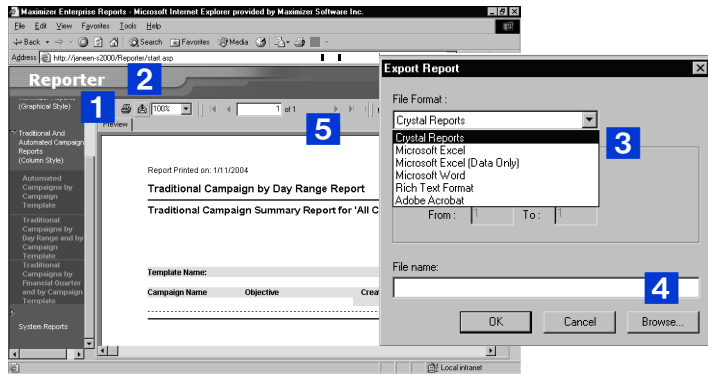 Maximizer Enterprise Reports - Microsoft Internet Explorer provided by Maximizer Software Inc.
File Edit View Favorites Tools Help
Back Search Favorites Media
Address http://janeen-s2000/Reporter/start.asp
Reporter
2
1
(Graphical Style)
100%
1 of 1
Preview
5
Traditional And
Automated Campaign
Reports
(Column Style)
Automated
Campaigns by
Campaign
Template
Traditional
Campaigns by
Day Range and by
Campaign
Template
Traditional
Campaigns by
Financial Quarter
and by Campaign
Template
System Reports
Report Printed on: 1/11/2004
Traditional Campaign by Day Range Report
Traditional Campaign Summary Report for 'All C
Template Name:
Campaign Name Objective Crea
Local intranet
Export Report
File Format :
Crystal Reports
3
Crystal Reports
Microsoft Excel
Microsoft Excel (Data Only)
Microsoft Word
Rich Text Format
Adobe Acrobat
From : 1 To : 1
File name:
4
OK Cancel Browse...